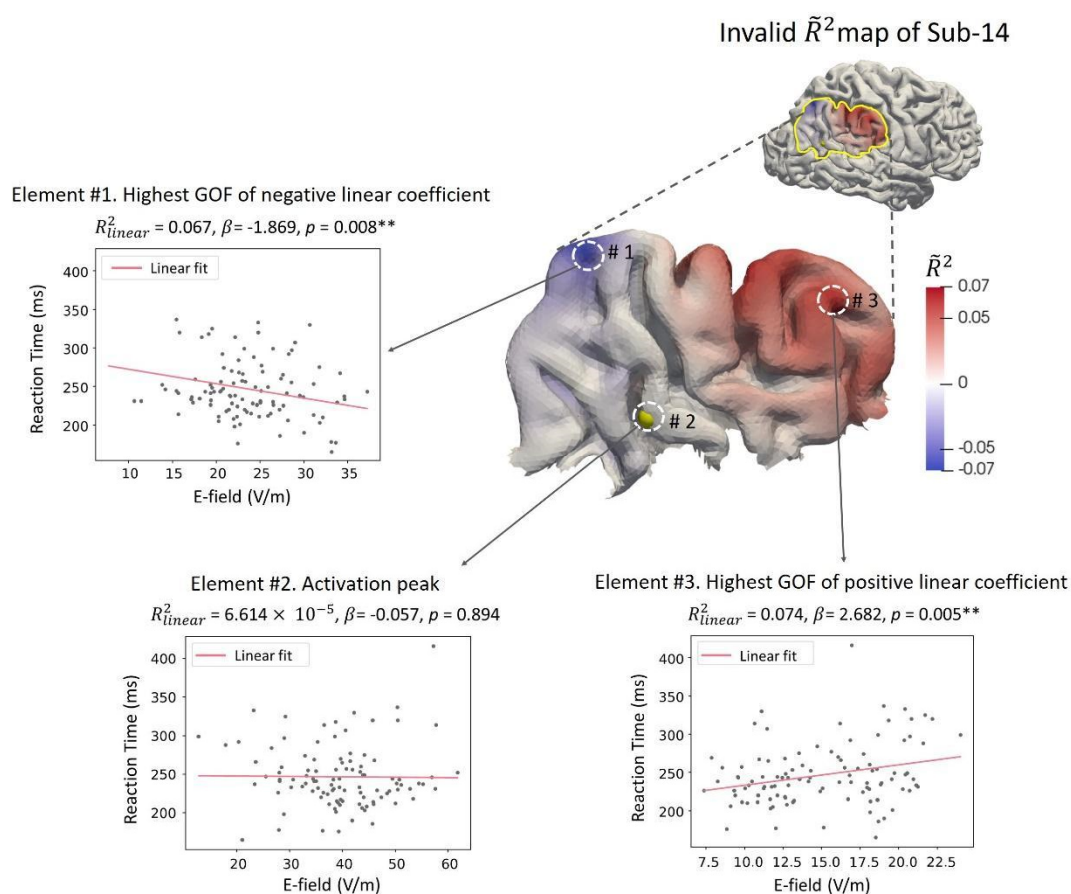 Invalid R̃² map of Sub-14
Element #1. Highest GOF of negative linear coefficient
R²linear = 0.067, β= -1.869, p = 0.008**
Linear fit
Reaction Time (ms)
400
350
300
250
200
10 15 20 25 30 35
E-field (V/m)
# 1
# 2
# 3
R̃²
0.07
0.05
0
-0.05
-0.07
Element #2. Activation peak
R²linear = 6.614 × 10⁻⁵, β= -0.057, p = 0.894
Linear fit
Reaction Time (ms)
400
350
300
250
200
20 30 40 50 60
E-field (V/m)
Element #3. Highest GOF of positive linear coefficient
R²linear = 0.074, β= 2.682, p = 0.005**
Linear fit
Reaction Time (ms)
400
350
300
250
200
7.5 10.0 12.5 15.0 17.5 20.0 22.5
E-field (V/m)